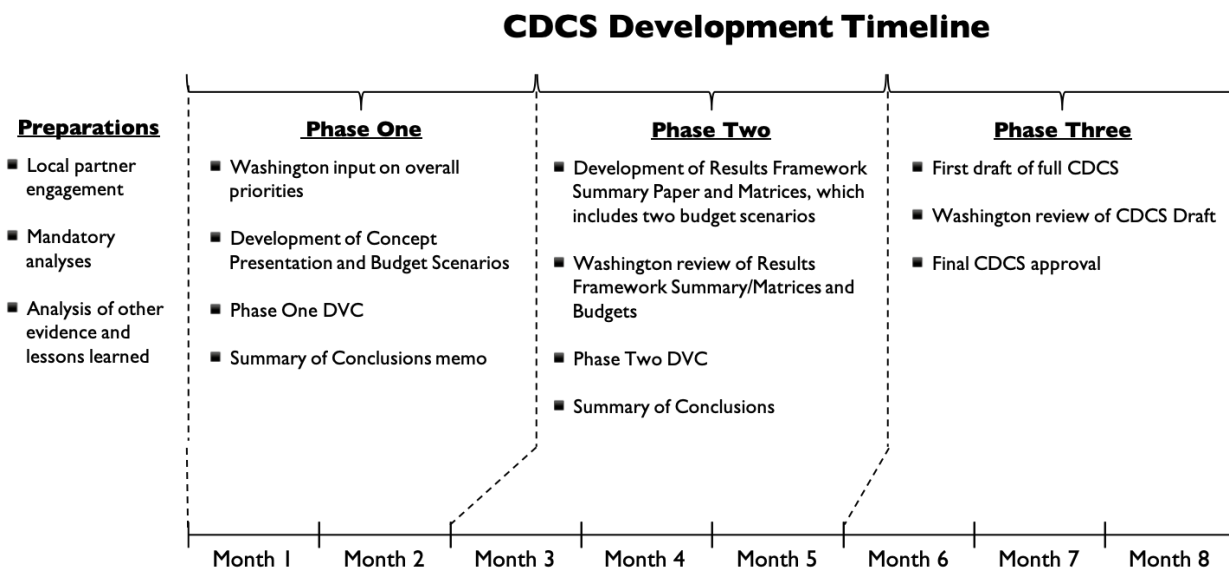 CDCS Development Timeline
Preparations
■ Local partner
engagement
■ Mandatory
analyses
■ Analysis of other
evidence and
lessons learned
Phase One
■ Washington input on overall
priorities
■ Development of Concept
Presentation and Budget Scenarios
■ Phase One DVC
■ Summary of Conclusions memo
Phase Two
■ Development of Results Framework
Summary Paper and Matrices, which
includes two budget scenarios
■ Washington review of Results
Framework Summary/Matrices and
Budgets
■ Phase Two DVC
■ Summary of Conclusions
Phase Three
■ First draft of full CDCS
■ Washington review of CDCS Draft
■ Final CDCS approval
Month 1
Month 2
Month 3
Month 4
Month 5
Month 6
Month 7
Month 8